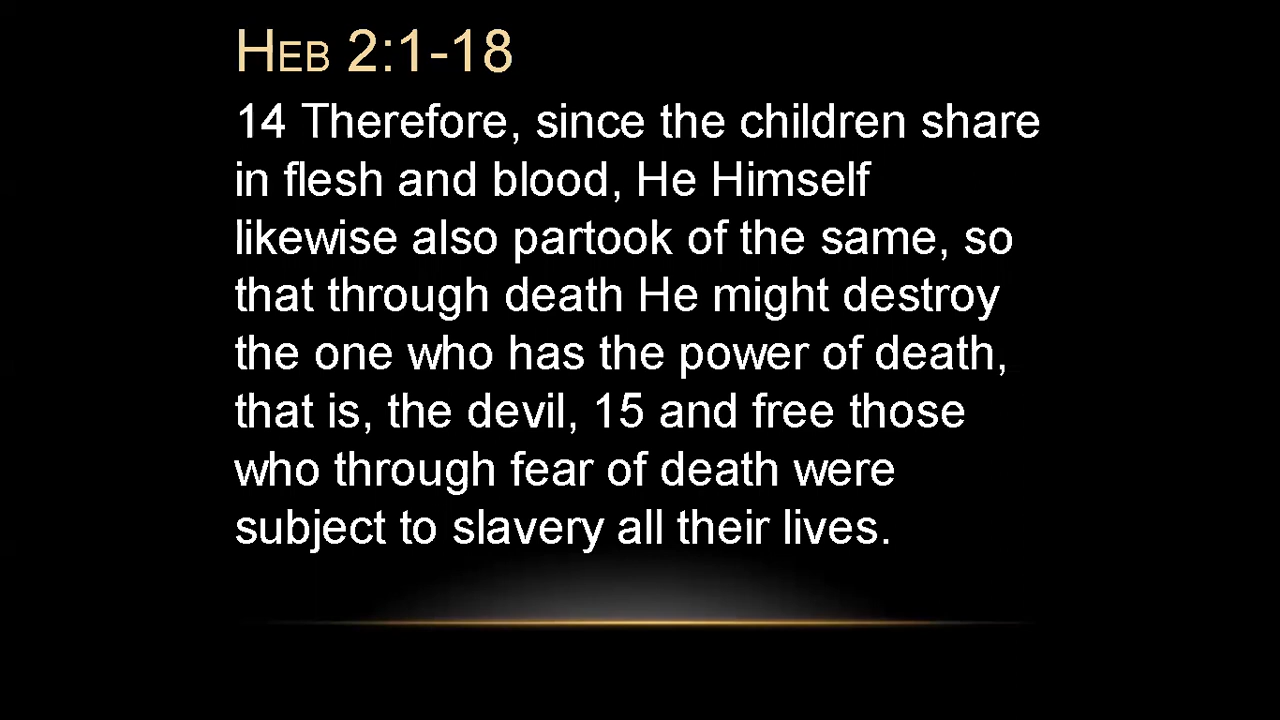 HEB 2:1-18
14 Therefore, since the children share
in flesh and blood, He Himself
likewise also partook of the same, so
that through death He might destroy
the one who has the power of death,
that is, the devil, 15 and free those
who through fear of death were
subject to slavery all their lives.